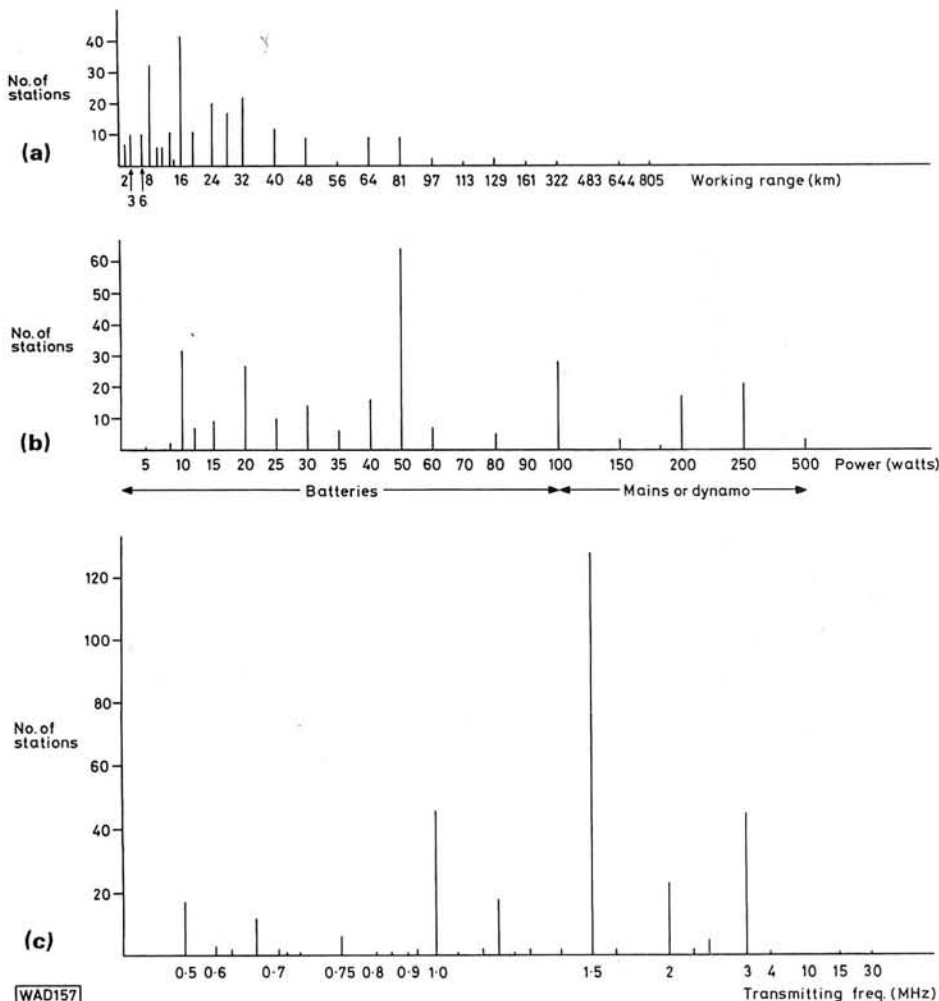 40
30
No. of
stations
20
10
(a)
2 8 16 24 32 40 48 56 64 81 97 113 129 161 322 483 644 805 Working range (km)
3 6
60
50
40
No. of
stations
30
20
10
(b)
5 10 15 20 25 30 35 40 50 60 70 80 90 100 150 200 250 500 Power (watts)
Batteries Mains or dynamo
120
100
80
No. of
stations
60
40
20
(c)
0·5 0·6 0·7 0·75 0·8 0·9 1·0 1·5 2 3 4 10 15 30
WAD157 Transmitting freq. (MHz)